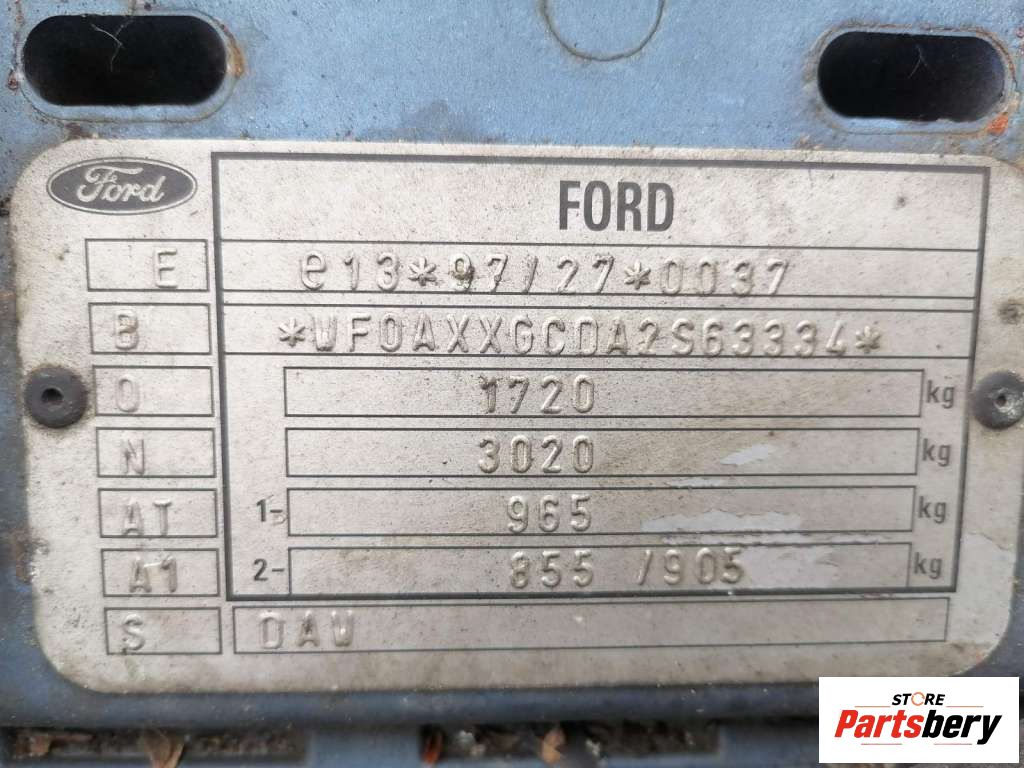 Ford
FORD
E e13*97/27*0037
B *WF0AXXGCDA2S63334*
O 1720 kg
N 3020 kg
AT 1- 965 kg
A1 2- 855 /905 kg
S DAW
STORE
Partsbery